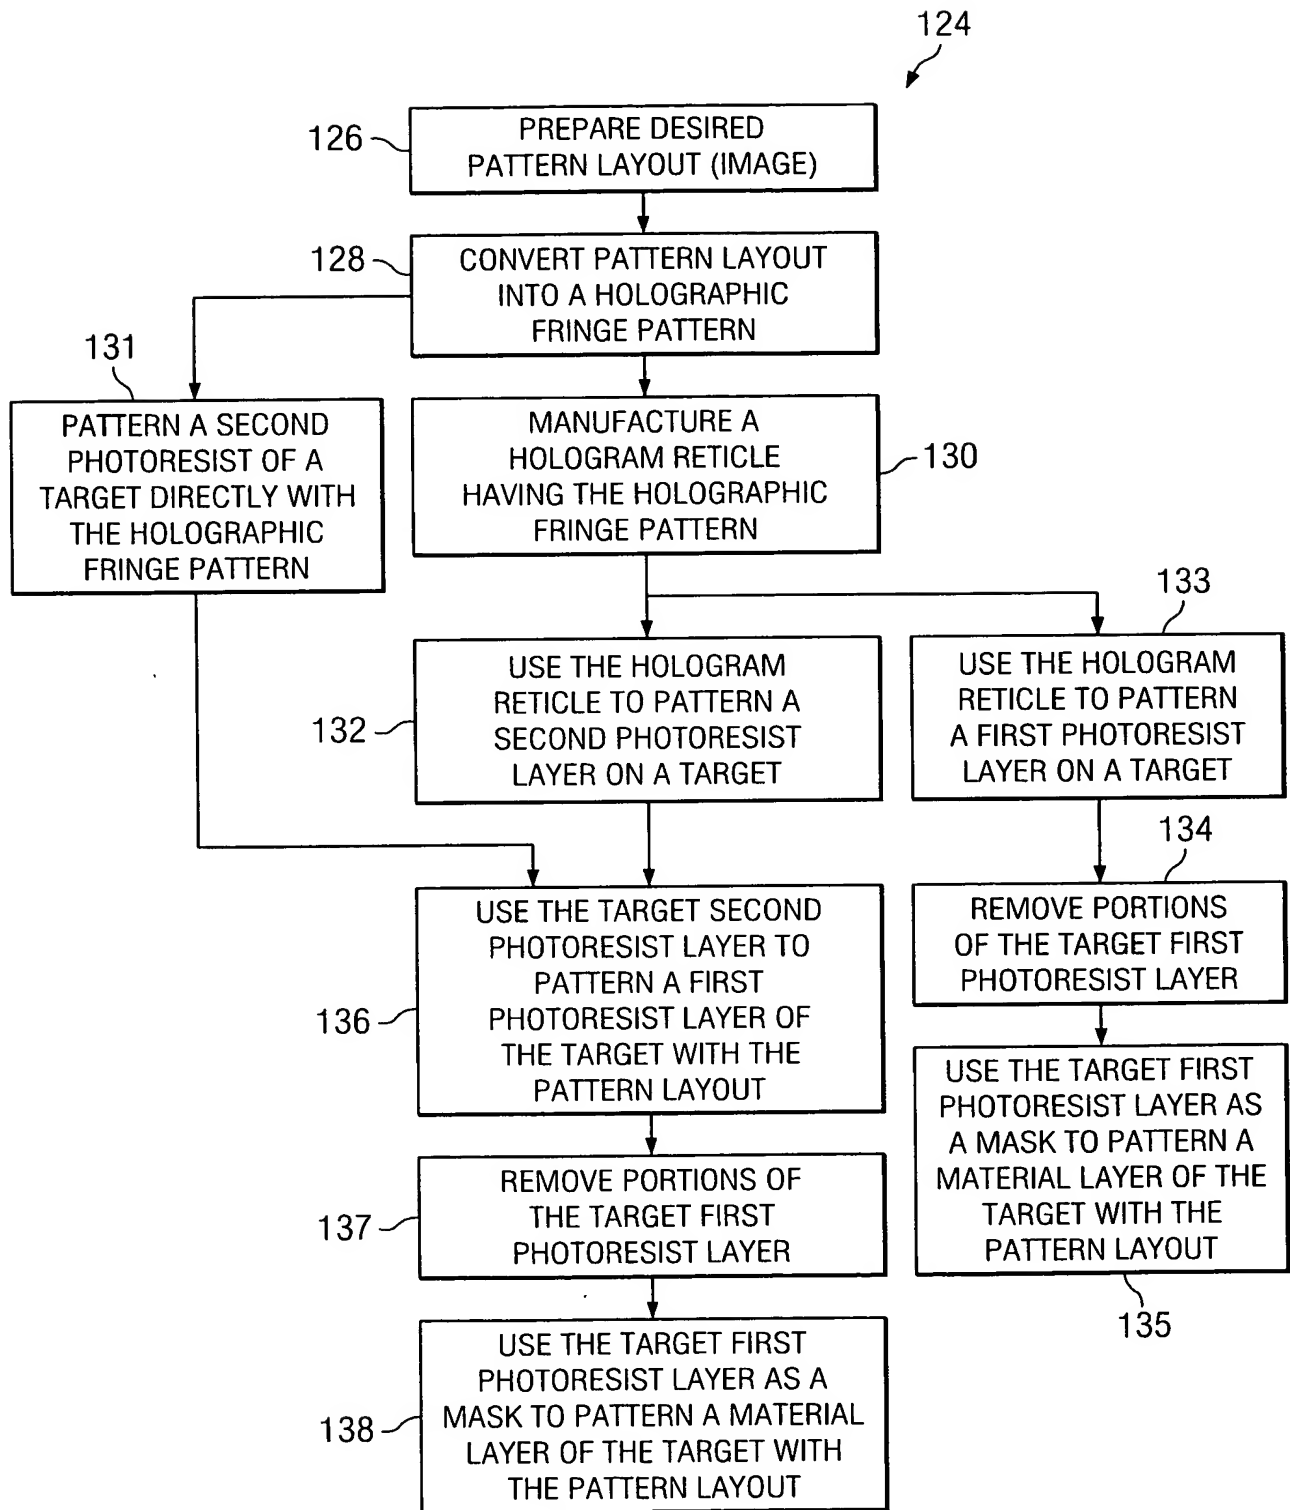 124
126
PREPARE DESIRED
PATTERN LAYOUT (IMAGE)
128
CONVERT PATTERN LAYOUT
INTO A HOLOGRAPHIC
FRINGE PATTERN
131
PATTERN A SECOND
PHOTORESIST OF A
TARGET DIRECTLY WITH
THE HOLOGRAPHIC
FRINGE PATTERN
MANUFACTURE A
HOLOGRAM RETICLE
HAVING THE HOLOGRAPHIC
FRINGE PATTERN
130
132
USE THE HOLOGRAM
RETICLE TO PATTERN A
SECOND PHOTORESIST
LAYER ON A TARGET
133
USE THE HOLOGRAM
RETICLE TO PATTERN
A FIRST PHOTORESIST
LAYER ON A TARGET
134
REMOVE PORTIONS
OF THE TARGET FIRST
PHOTORESIST LAYER
136
USE THE TARGET SECOND
PHOTORESIST LAYER TO
PATTERN A FIRST
PHOTORESIST LAYER OF
THE TARGET WITH THE
PATTERN LAYOUT
USE THE TARGET FIRST
PHOTORESIST LAYER AS
A MASK TO PATTERN A
MATERIAL LAYER OF THE
TARGET WITH THE
PATTERN LAYOUT
135
137
REMOVE PORTIONS OF
THE TARGET FIRST
PHOTORESIST LAYER
138
USE THE TARGET FIRST
PHOTORESIST LAYER AS A
MASK TO PATTERN A MATERIAL
LAYER OF THE TARGET WITH
THE PATTERN LAYOUT